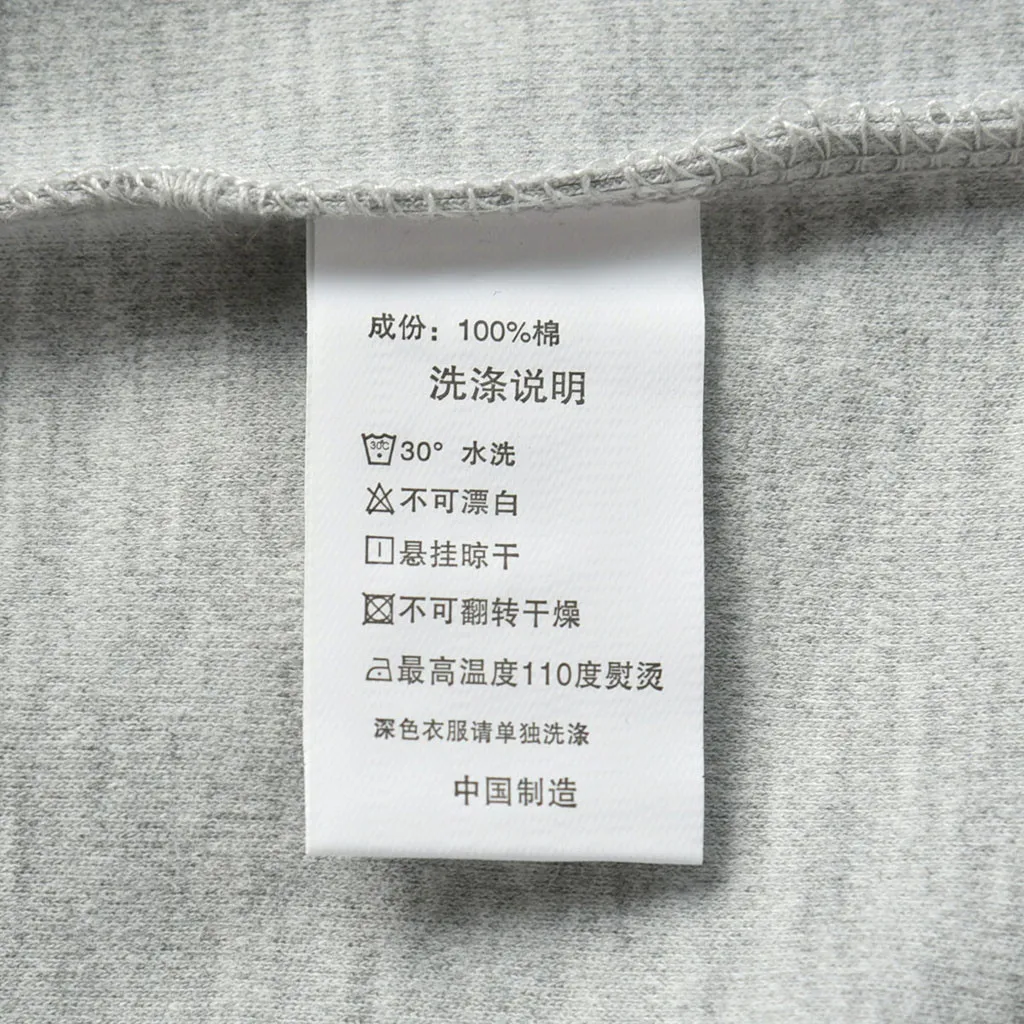 成份：100%棉
洗涤说明
30℃ 30° 水洗
不可漂白
悬挂晾干
不可翻转干燥
最高温度110度熨烫
深色衣服请单独洗涤
中国制造